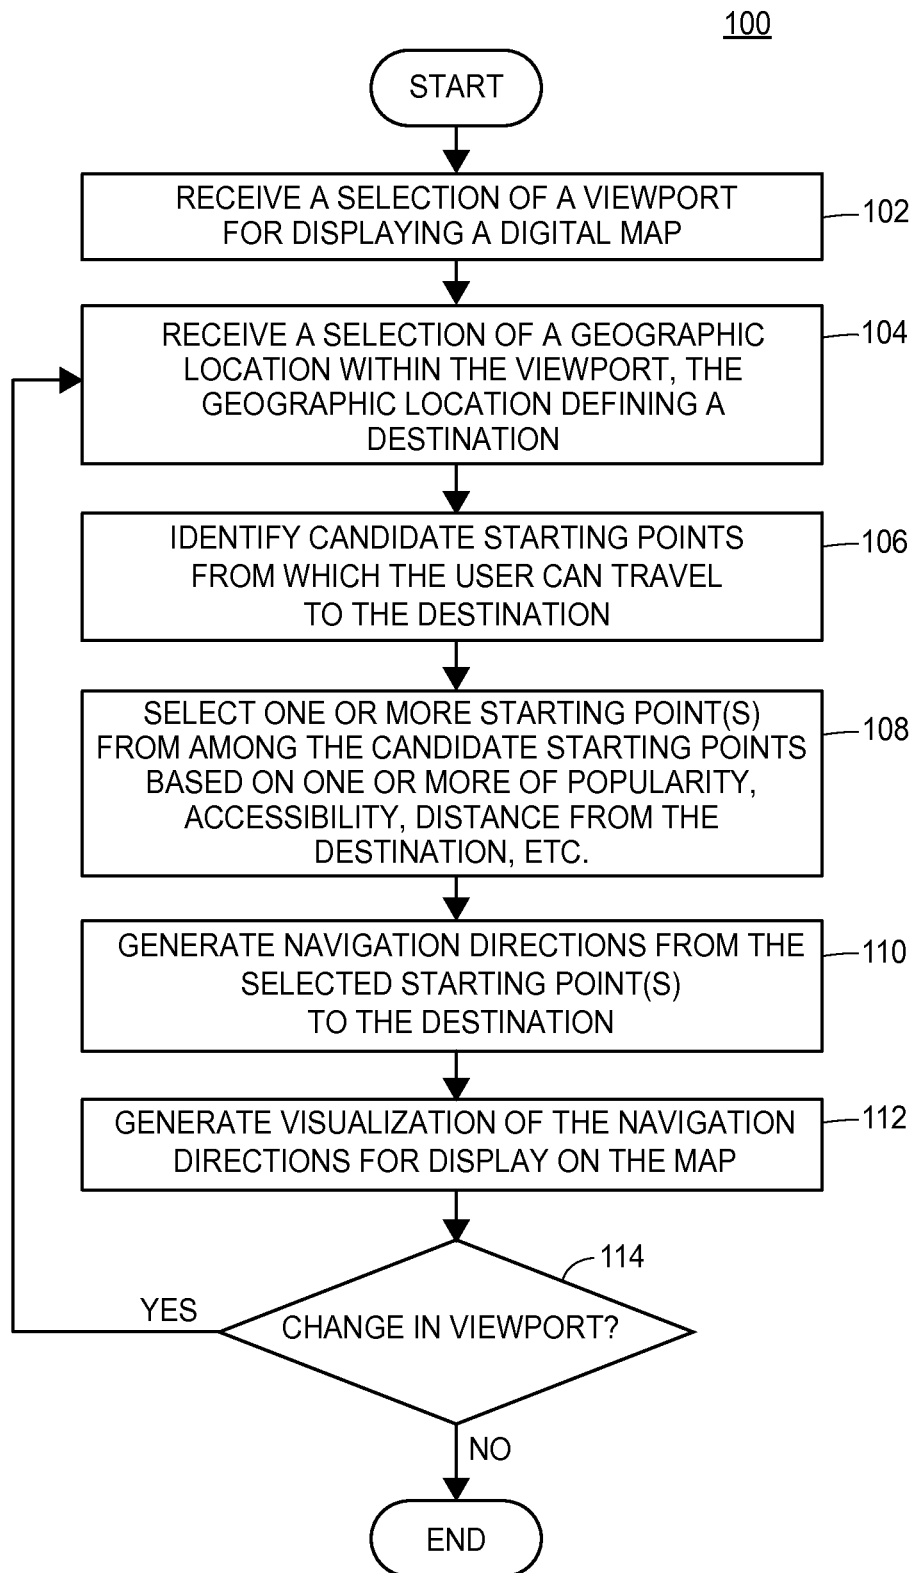 100
START
RECEIVE A SELECTION OF A VIEWPORT
FOR DISPLAYING A DIGITAL MAP
102
RECEIVE A SELECTION OF A GEOGRAPHIC
LOCATION WITHIN THE VIEWPORT, THE
GEOGRAPHIC LOCATION DEFINING A
DESTINATION
104
IDENTIFY CANDIDATE STARTING POINTS
FROM WHICH THE USER CAN TRAVEL
TO THE DESTINATION
106
SELECT ONE OR MORE STARTING POINT(S)
FROM AMONG THE CANDIDATE STARTING POINTS
BASED ON ONE OR MORE OF POPULARITY,
ACCESSIBILITY, DISTANCE FROM THE
DESTINATION, ETC.
108
GENERATE NAVIGATION DIRECTIONS FROM THE
SELECTED STARTING POINT(S)
TO THE DESTINATION
110
GENERATE VISUALIZATION OF THE NAVIGATION
DIRECTIONS FOR DISPLAY ON THE MAP
112
114
YES
CHANGE IN VIEWPORT?
NO
END